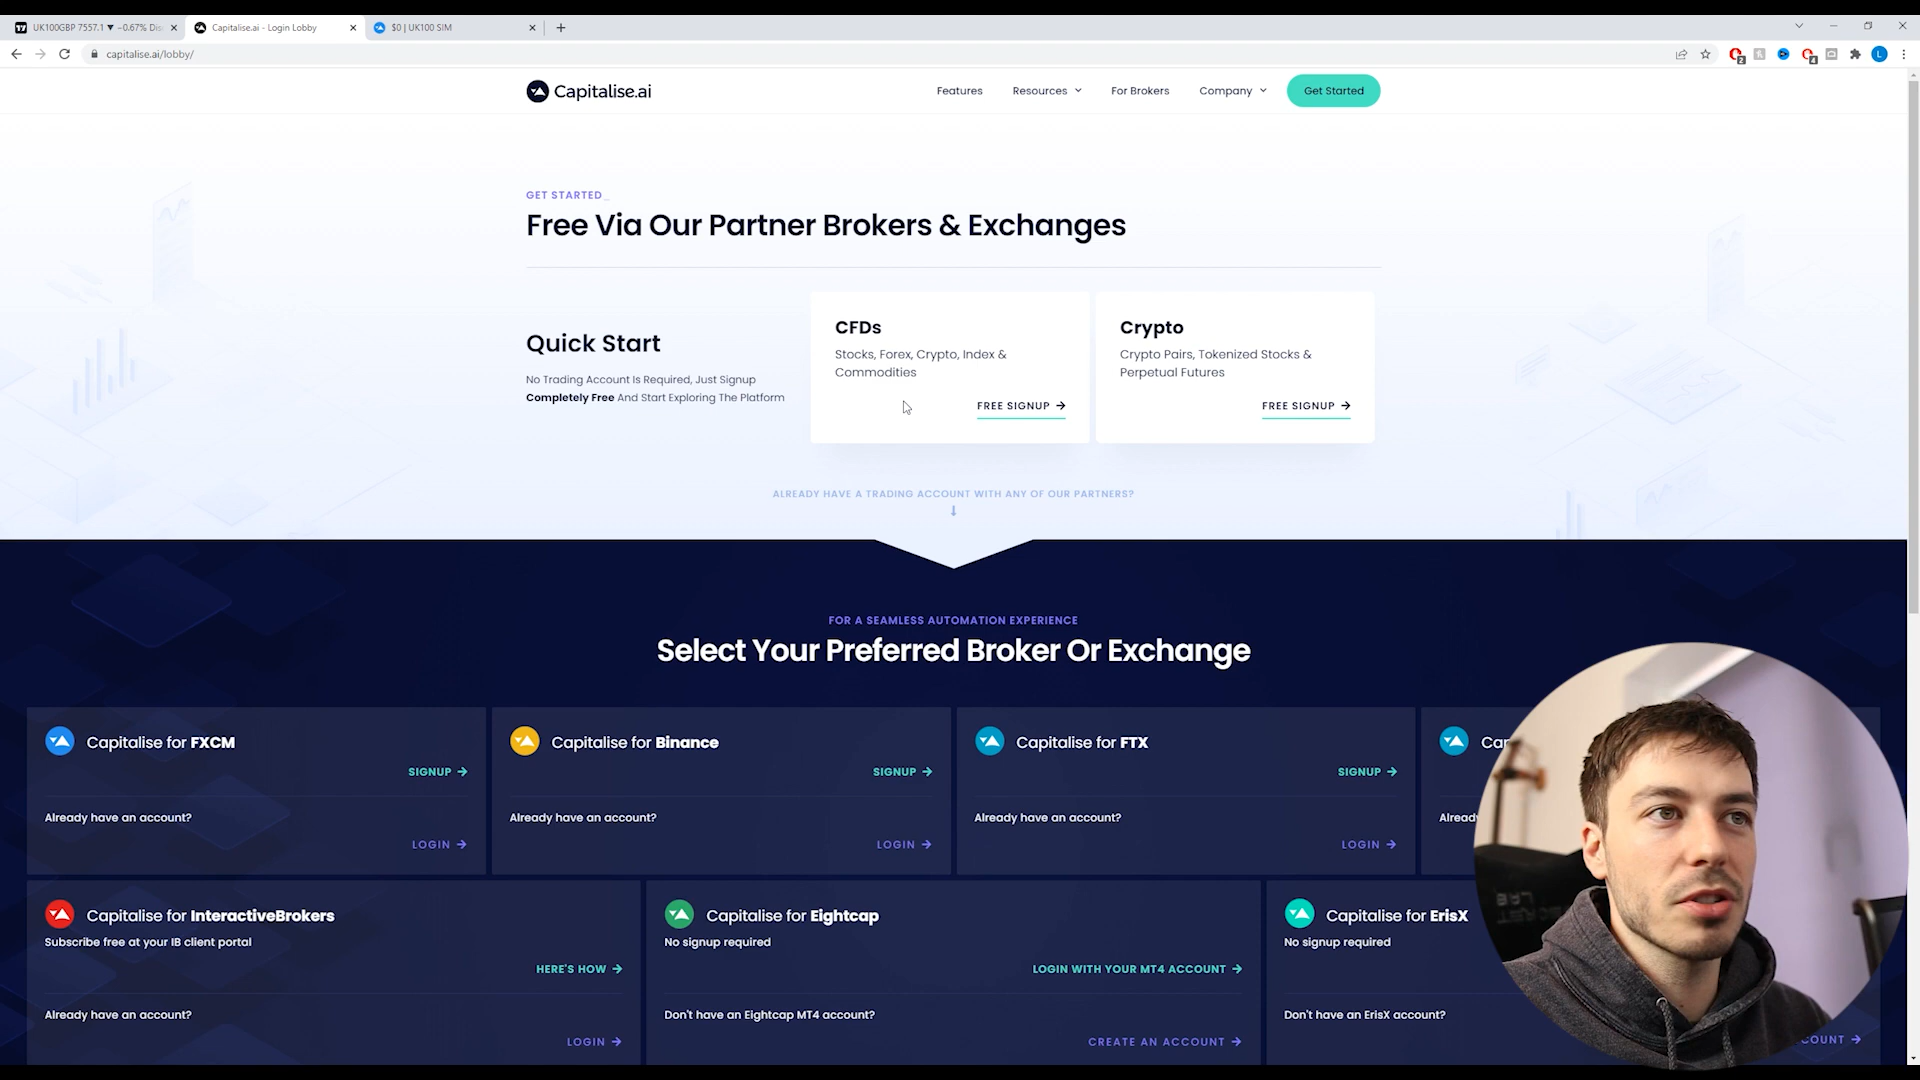 UK100GBP 7557.1 ▼ −0.67%
Capitalise.ai - Login Lobby
$0 | UK100 SIM
capitalise.ai/lobby/
2
4
L
Capitalise.ai
Features
Resources
For Brokers
Company
Get Started
GET STARTED_
Free Via Our Partner Brokers & Exchanges
Quick Start
No Trading Account Is Required, Just Signup
Completely Free And Start Exploring The Platform
CFDs
Stocks, Forex, Crypto, Index &
Commodities
FREE SIGNUP →
Crypto
Crypto Pairs, Tokenized Stocks &
Perpetual Futures
FREE SIGNUP →
ALREADY HAVE A TRADING ACCOUNT WITH ANY OF OUR PARTNERS?
↓
FOR A SEAMLESS AUTOMATION EXPERIENCE
Select Your Preferred Broker Or Exchange
Capitalise for FXCM
SIGNUP →
Already have an account?
LOGIN →
Capitalise for Binance
SIGNUP →
Already have an account?
LOGIN →
Capitalise for FTX
SIGNUP →
Already have an account?
LOGIN →
Capitalise for InteractiveBrokers
Subscribe free at your IB client portal
HERE'S HOW →
Already have an account?
LOGIN →
Capitalise for Eightcap
No signup required
LOGIN WITH YOUR MT4 ACCOUNT →
Don't have an Eightcap MT4 account?
CREATE AN ACCOUNT →
Capitalise for ErisX
No signup required
Don't have an ErisX account?